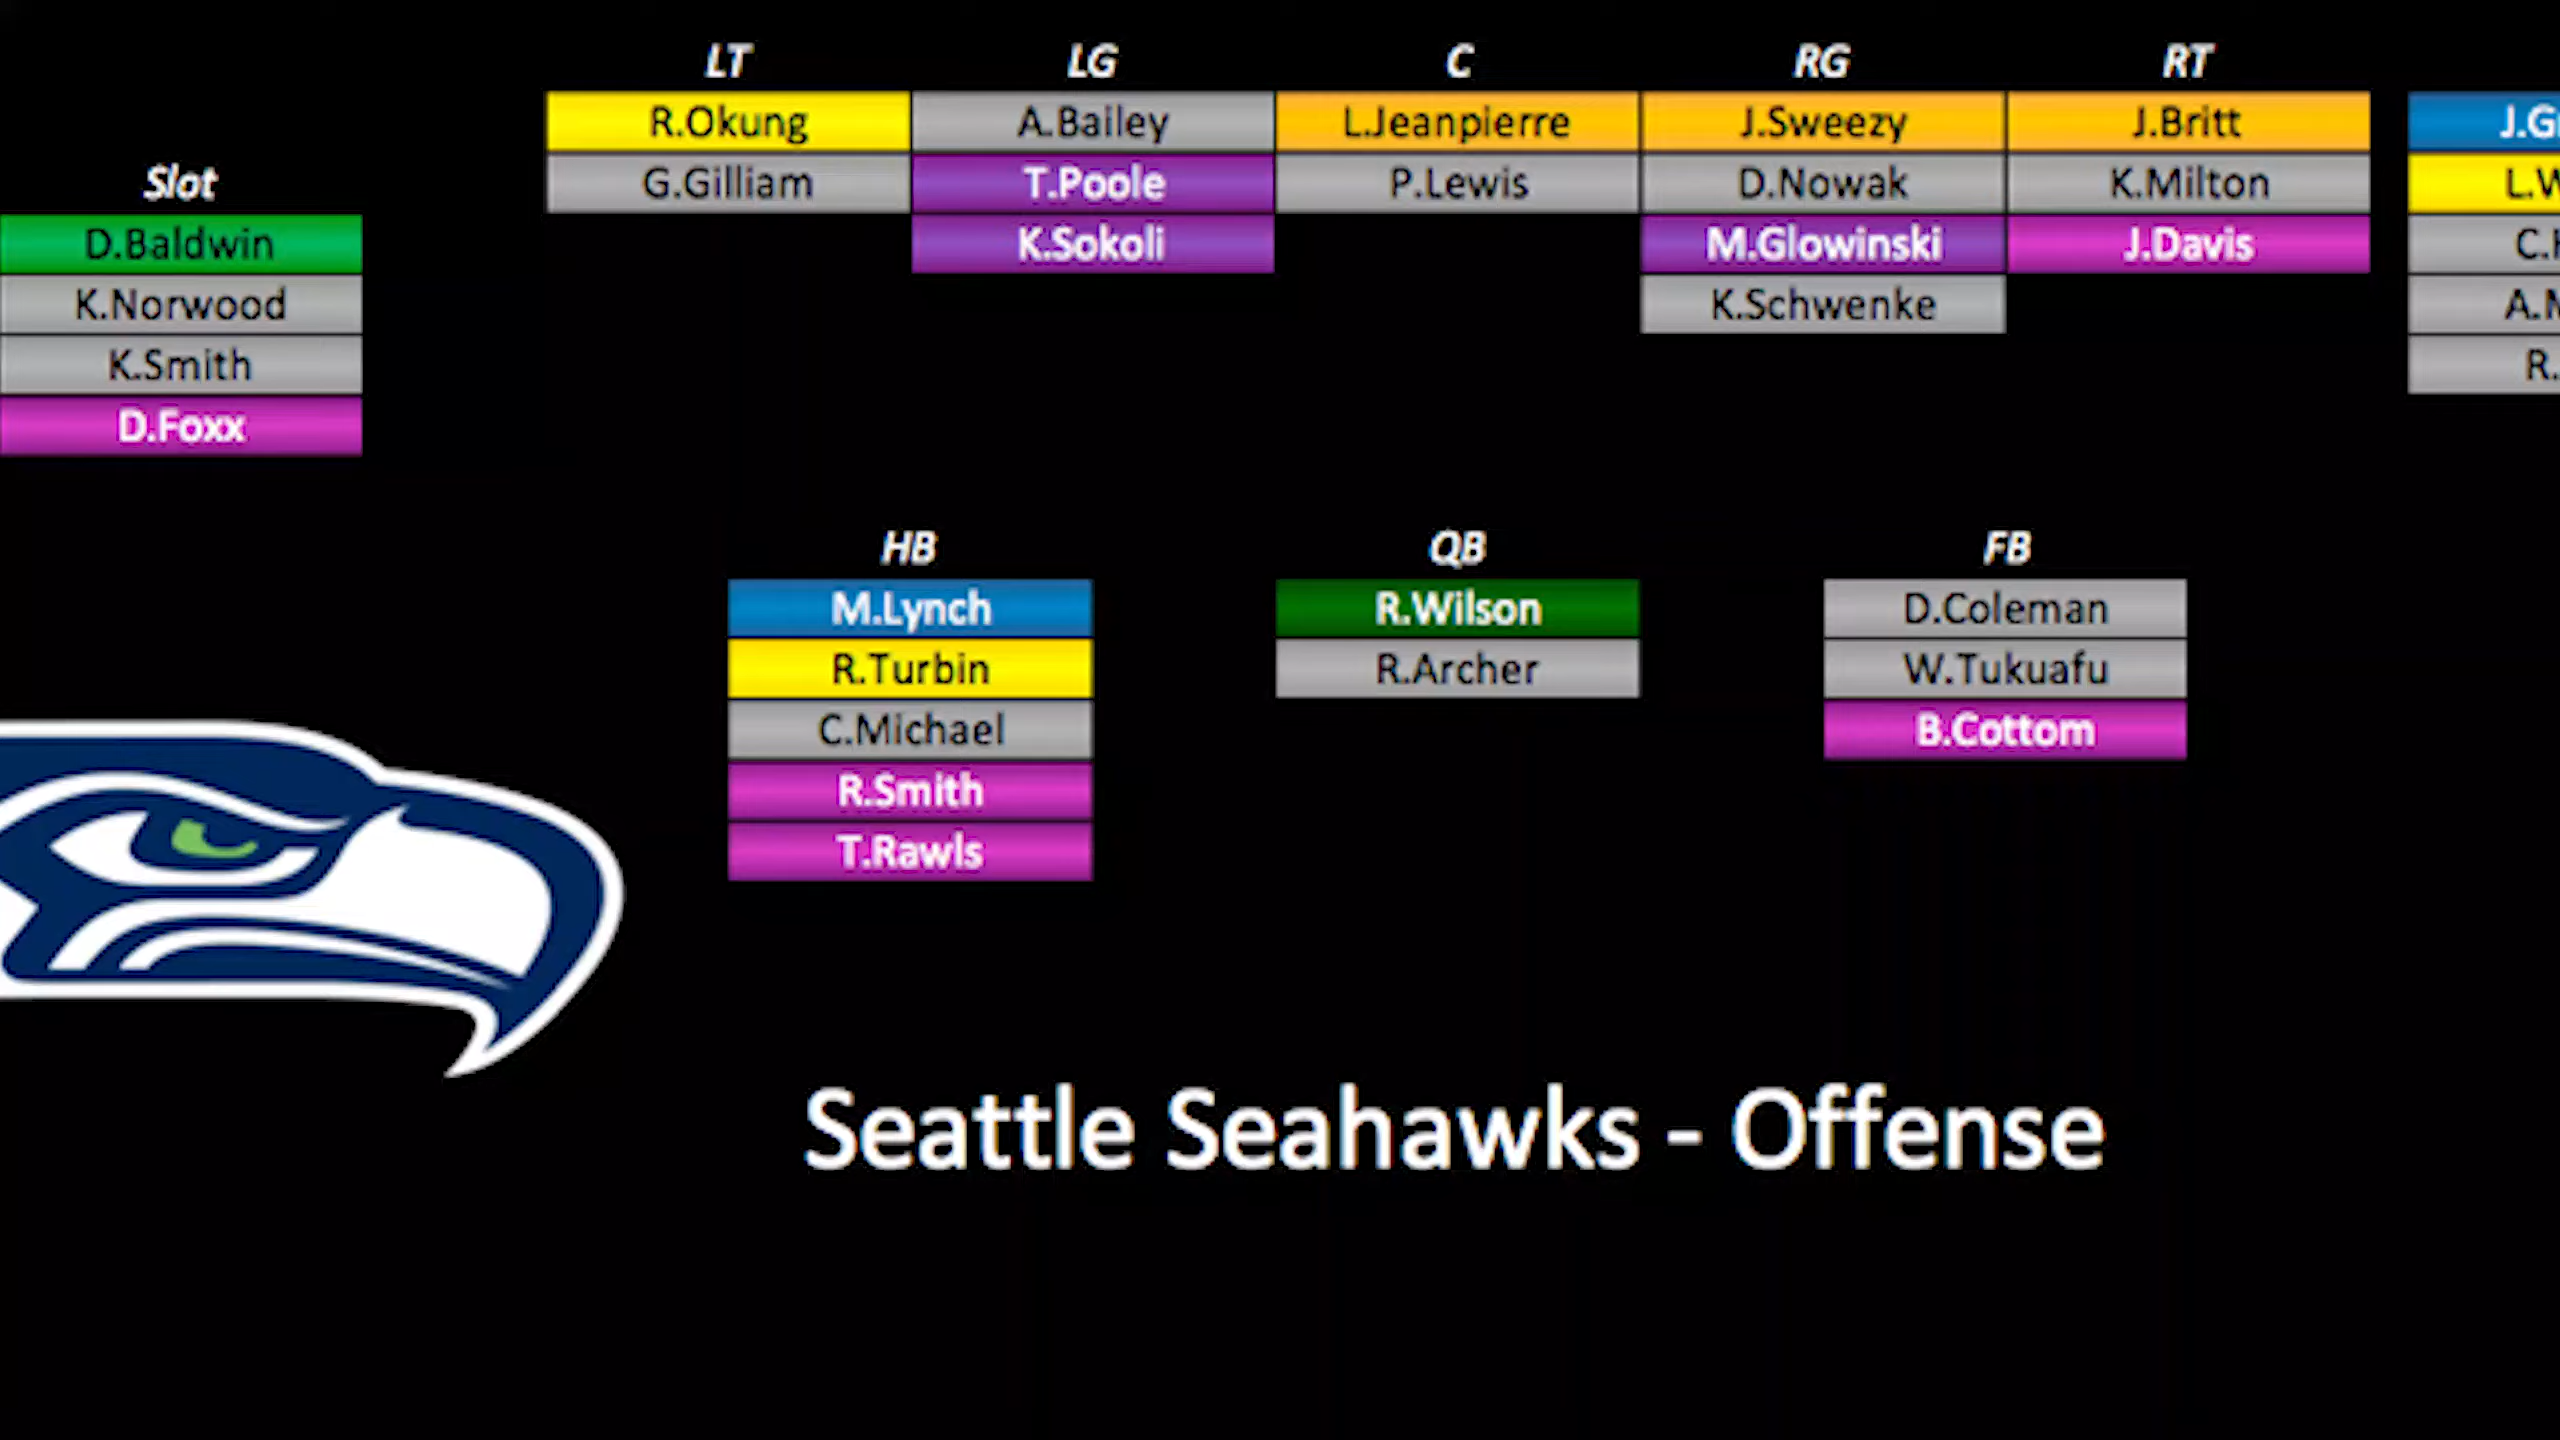 LT LG C RG RT
R.Okung A.Bailey L.Jeanpierre J.Sweezy J.Britt J.G
Slot G.Gilliam T.Poole P.Lewis D.Nowak K.Milton L.W
D.Baldwin K.Sokoli M.Glowinski J.Davis C.
K.Norwood K.Schwenke A.M
K.Smith R.
D.Foxx
HB QB FB
M.Lynch R.Wilson D.Coleman
R.Turbin R.Archer W.Tukuafu
C.Michael B.Cottom
R.Smith
T.Rawls
Seattle Seahawks - Offense